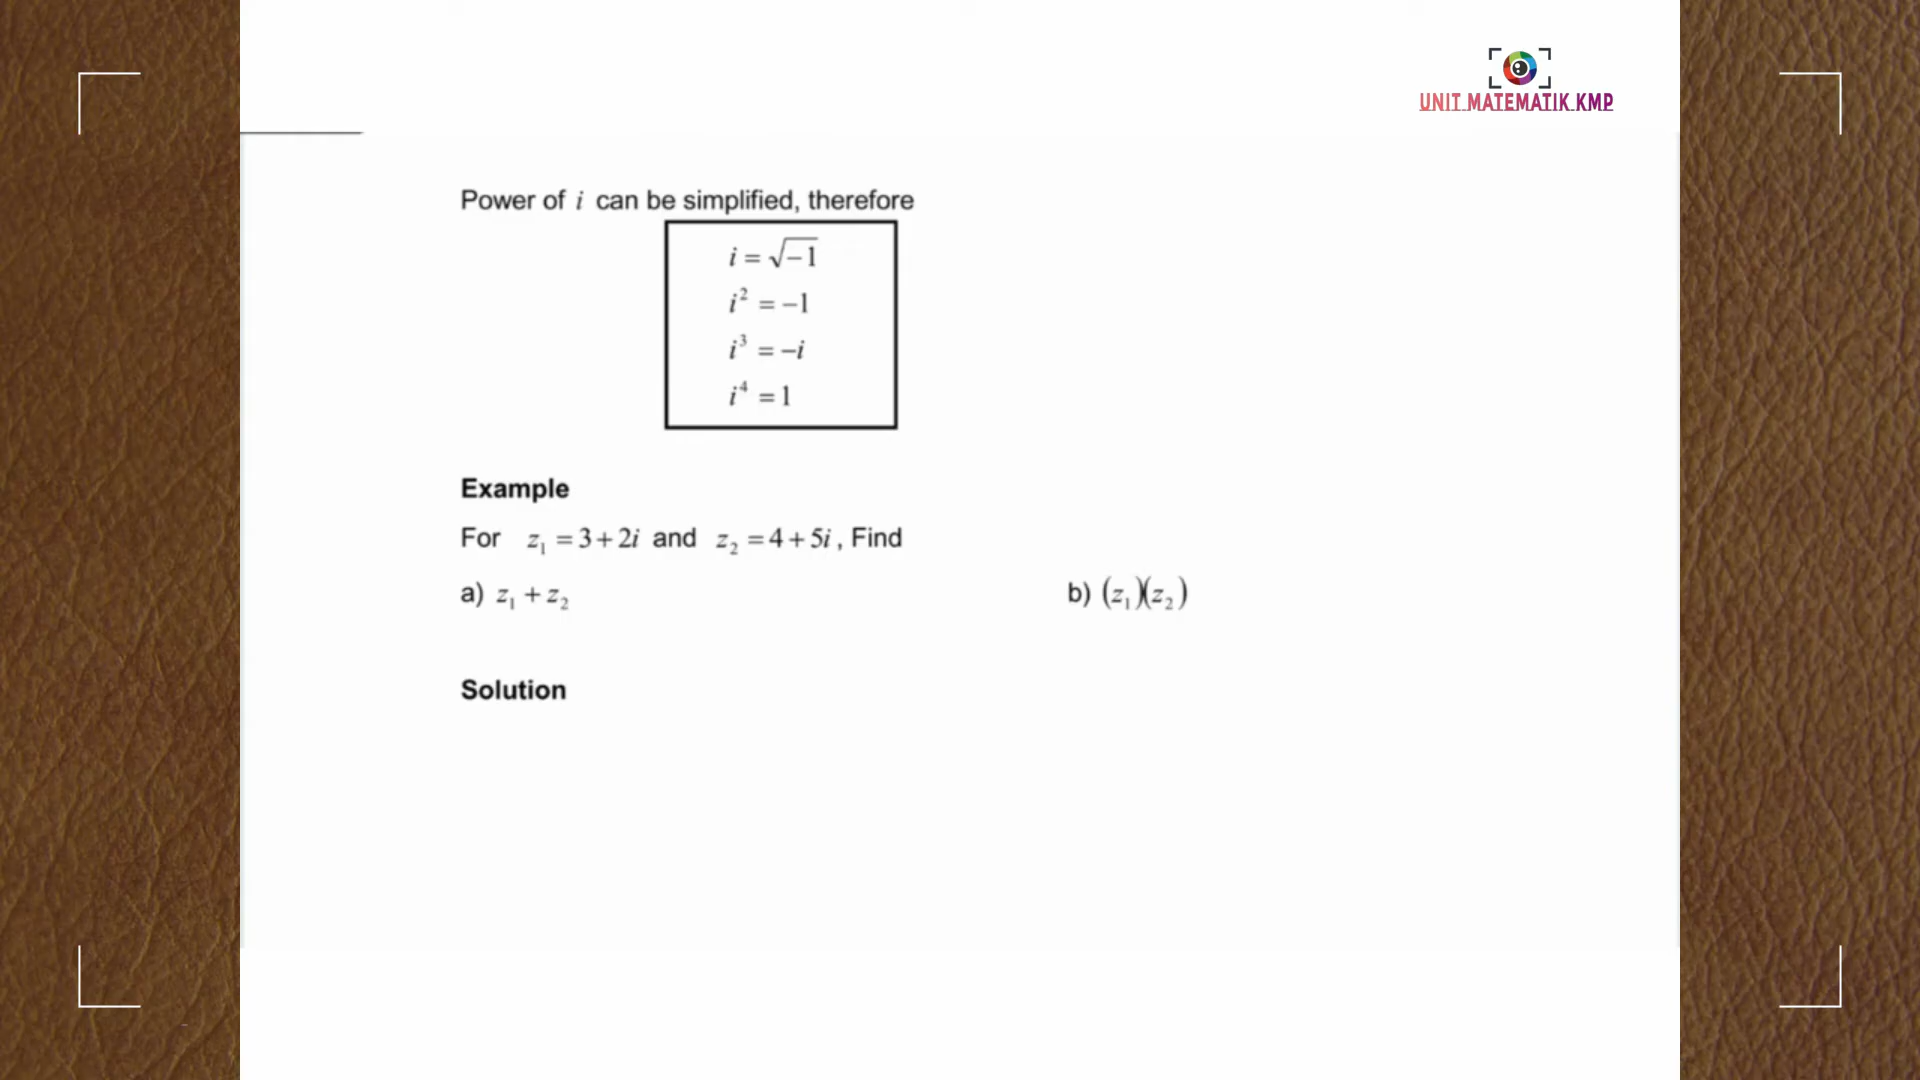 UNIT MATEMATIK KMP
Power of i can be simplified, therefore
i = √−1
i² = −1
i³ = −i
i⁴ = 1
Example
For z₁ = 3 + 2i and z₂ = 4 + 5i , Find
a) z₁ + z₂
b) (z₁)(z₂)
Solution